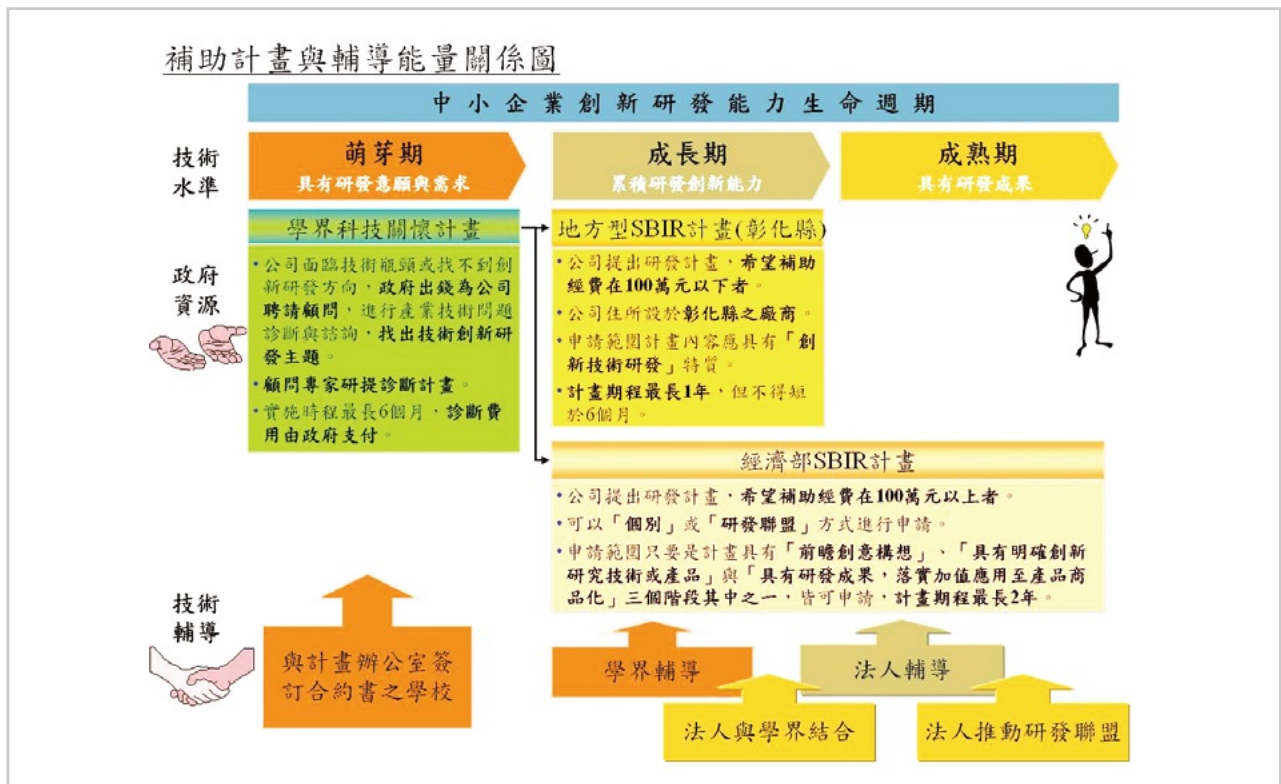 補助計畫與輔導能量關係圖
中小企業創新研發能力生命週期
技術
水準
萌芽期
具有研發意願與需求
成長期
累積研發創新能力
成熟期
具有研發成果
政府
資源
學界科技關懷計畫
•公司面臨技術瓶頸或找不到創
新研發方向，政府出錢為公司
聘請顧問，進行產業技術問題
診斷與諮詢，找出技術創新研
發主題。
•顧問專家研提診斷計畫。
•實施時程最長6個月，診斷費
用由政府支付。
地方型SBIR計畫(彰化縣)
•公司提出研發計畫，希望補助
經費在100萬元以下者。
•公司住所設於彰化縣之廠商。
•申請範圍計畫內容應具有「創
新技術研發」特質。
•計畫期程最長1年，但不得短
於6個月。
經濟部SBIR計畫
•公司提出研發計畫，希望補助經費在100萬元以上者。
•可以「個別」或「研發聯盟」方式進行申請。
•申請範圍只要是計畫具有「前瞻創意構想」、「具有明確創新
研究技術或產品」與「具有研發成果，落實加值應用至產品商
品化」三個階段其中之一，皆可申請，計畫期程最長2年。
技術
輔導
與計畫辦公室簽
訂合約書之學校
學界輔導
法人輔導
法人與學界結合
法人推動研發聯盟